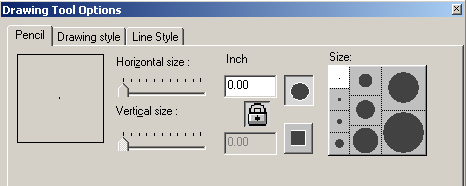 Drawing Tool Options
Pencil Drawing style Line Style
Horizontal size : Inch Size:
0.00
Vertical size :
0.00